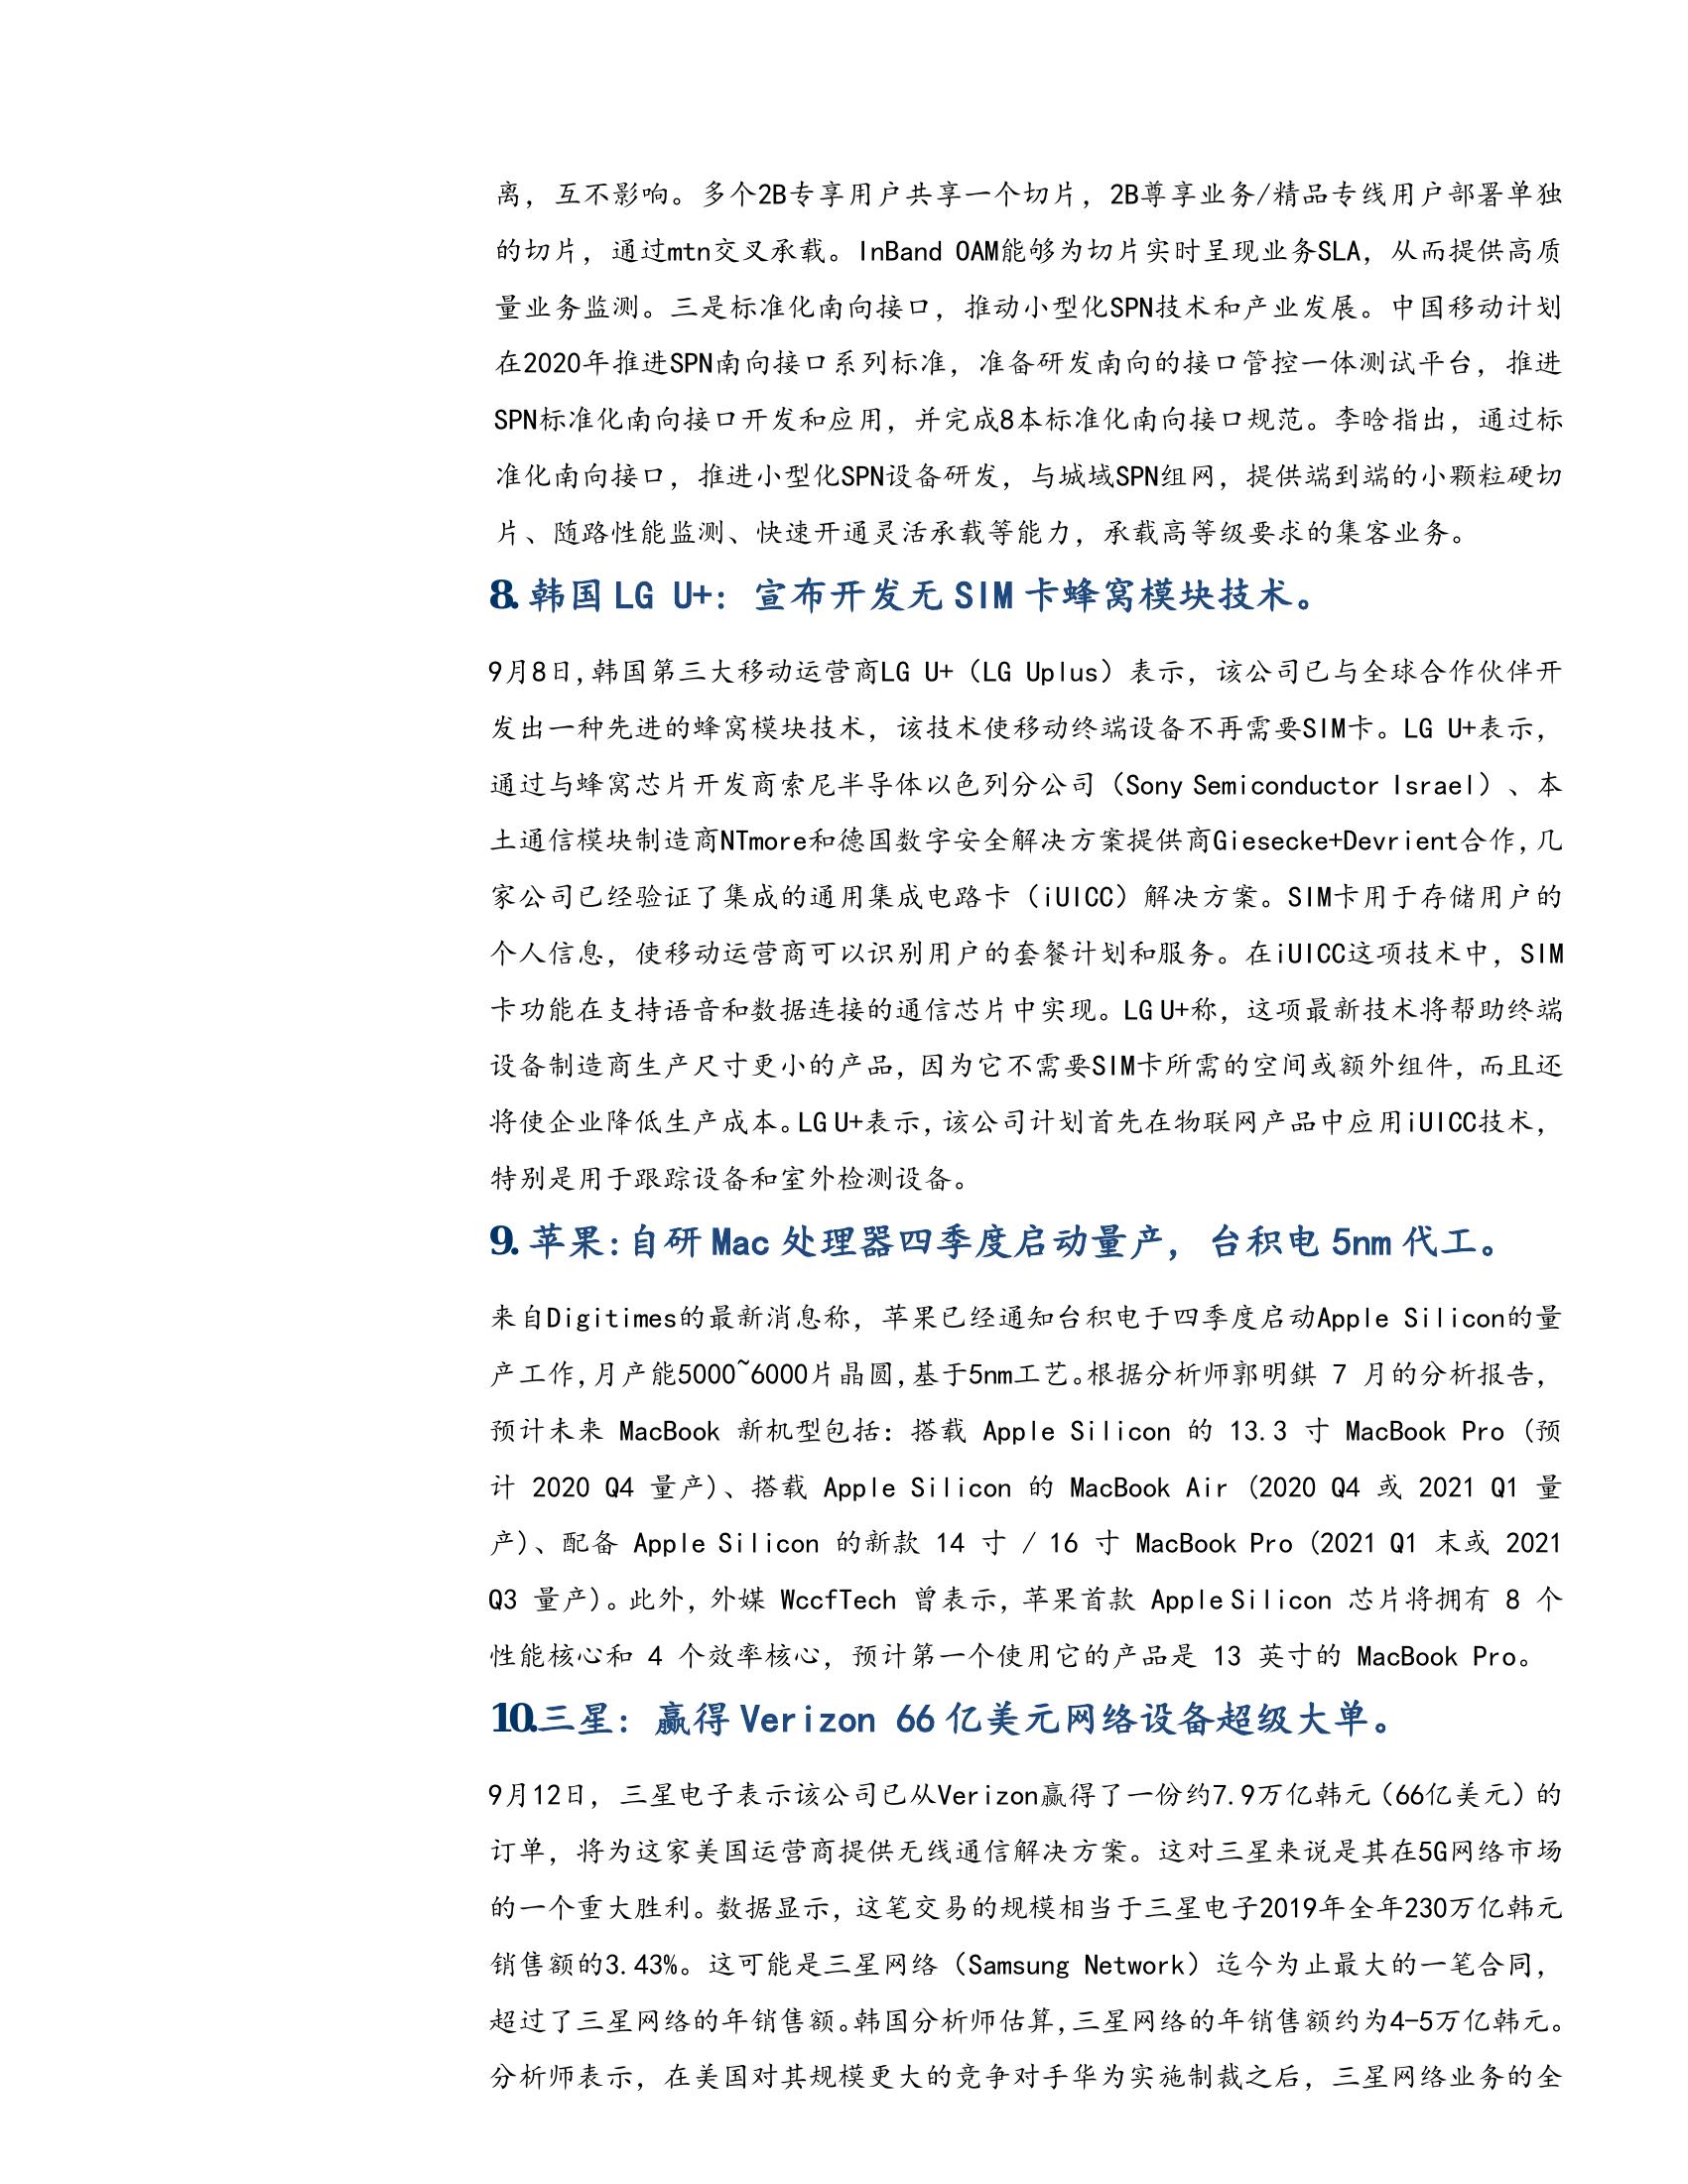 离，互不影响。多个2B专享用户共享一个切片，2B尊享业务/精品专线用户部署单独
的切片，通过mtn交叉承载。InBand OAM能够为切片实时呈现业务SLA，从而提供高质
量业务监测。三是标准化南向接口，推动小型化SPN技术和产业发展。中国移动计划
在2020年推进SPN南向接口系列标准，准备研发南向的接口管控一体测试平台，推进
SPN标准化南向接口开发和应用，并完成8本标准化南向接口规范。李晗指出，通过标
准化南向接口，推进小型化SPN设备研发，与城域SPN组网，提供端到端的小颗粒硬切
片、随路性能监测、快速开通灵活承载等能力，承载高等级要求的集客业务。
8. 韩国 LG U+：宣布开发无 SIM 卡蜂窝模块技术。
9月8日，韩国第三大移动运营商LG U+（LG Uplus）表示，该公司已与全球合作伙伴开
发出一种先进的蜂窝模块技术，该技术使移动终端设备不再需要SIM卡。LG U+表示，
通过与蜂窝芯片开发商索尼半导体以色列分公司（Sony Semiconductor Israel）、本
土通信模块制造商NTmore和德国数字安全解决方案提供商Giesecke+Devrient合作，几
家公司已经验证了集成的通用集成电路卡（iUICC）解决方案。SIM卡用于存储用户的
个人信息，使移动运营商可以识别用户的套餐计划和服务。在iUICC这项技术中，SIM
卡功能在支持语音和数据连接的通信芯片中实现。LG U+称，这项最新技术将帮助终端
设备制造商生产尺寸更小的产品，因为它不需要SIM卡所需的空间或额外组件，而且还
将使企业降低生产成本。LG U+表示，该公司计划首先在物联网产品中应用iUICC技术，
特别是用于跟踪设备和室外检测设备。
9. 苹果：自研 Mac 处理器四季度启动量产，台积电 5nm 代工。
来自Digitimes的最新消息称，苹果已经通知台积电于四季度启动Apple Silicon的量
产工作，月产能5000~6000片晶圆，基于5nm工艺。根据分析师郭明錤 7 月的分析报告，
预计未来 MacBook 新机型包括：搭载 Apple Silicon 的 13.3 寸 MacBook Pro (预
计 2020 Q4 量产)、搭载 Apple Silicon 的 MacBook Air (2020 Q4 或 2021 Q1 量
产)、配备 Apple Silicon 的新款 14 寸 / 16 寸 MacBook Pro (2021 Q1 末或 2021
Q3 量产)。此外，外媒 WccfTech 曾表示，苹果首款 Apple Silicon 芯片将拥有 8 个
性能核心和 4 个效率核心，预计第一个使用它的产品是 13 英寸的 MacBook Pro。
10.三星：赢得 Verizon 66 亿美元网络设备超级大单。
9月12日，三星电子表示该公司已从Verizon赢得了一份约7.9万亿韩元（66亿美元）的
订单，将为这家美国运营商提供无线通信解决方案。这对三星来说是其在5G网络市场
的一个重大胜利。数据显示，这笔交易的规模相当于三星电子2019年全年230万亿韩元
销售额的3.43%。这可能是三星网络（Samsung Network）迄今为止最大的一笔合同，
超过了三星网络的年销售额。韩国分析师估算，三星网络的年销售额约为4-5万亿韩元。
分析师表示，在美国对其规模更大的竞争对手华为实施制裁之后，三星网络业务的全